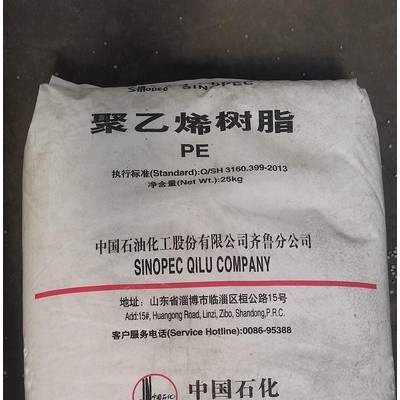 SINOPEC SINOPEC
聚乙烯树脂
PE
执行标准(Standard):Q/SH 3160.399-2013
净含量(Net Wt.):25kg
中国石油化工股份有限公司齐鲁分公司
SINOPEC QILU COMPANY
地址：山东省淄博市临淄区桓公路15号
Add:15#, Huangong Road, Linzi, Zibo, Shandong,P.R.C.
客户服务电话(Service Hotline):0086-95388
中国石化
中国石化